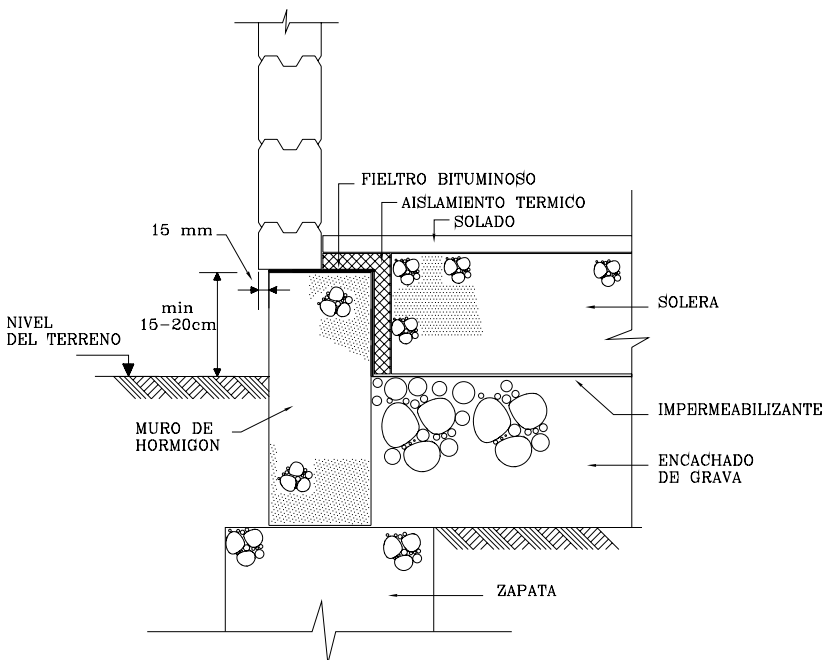 FIELTRO BITUMINOSO
AISLAMIENTO TERMICO
SOLADO
15 mm
min
15-20cm
SOLERA
NIVEL
DEL TERRENO
IMPERMEABILIZANTE
MURO DE
HORMIGON
ENCACHADO
DE GRAVA
ZAPATA